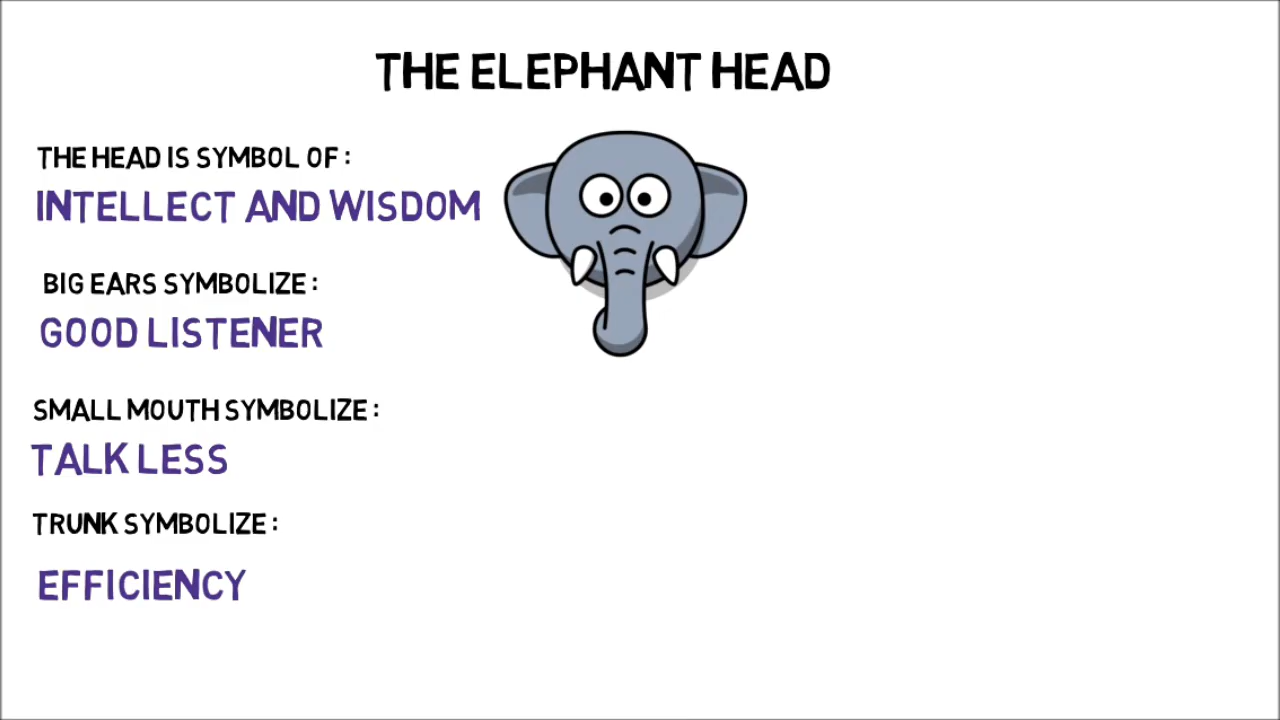 THE ELEPHANT HEAD
THE HEAD IS SYMBOL OF :
INTELLECT AND WISDOM
BIG EARS SYMBOLIZE :
GOOD LISTENER
SMALL MOUTH SYMBOLIZE :
TALK LESS
TRUNK SYMBOLIZE :
EFFICIENCY